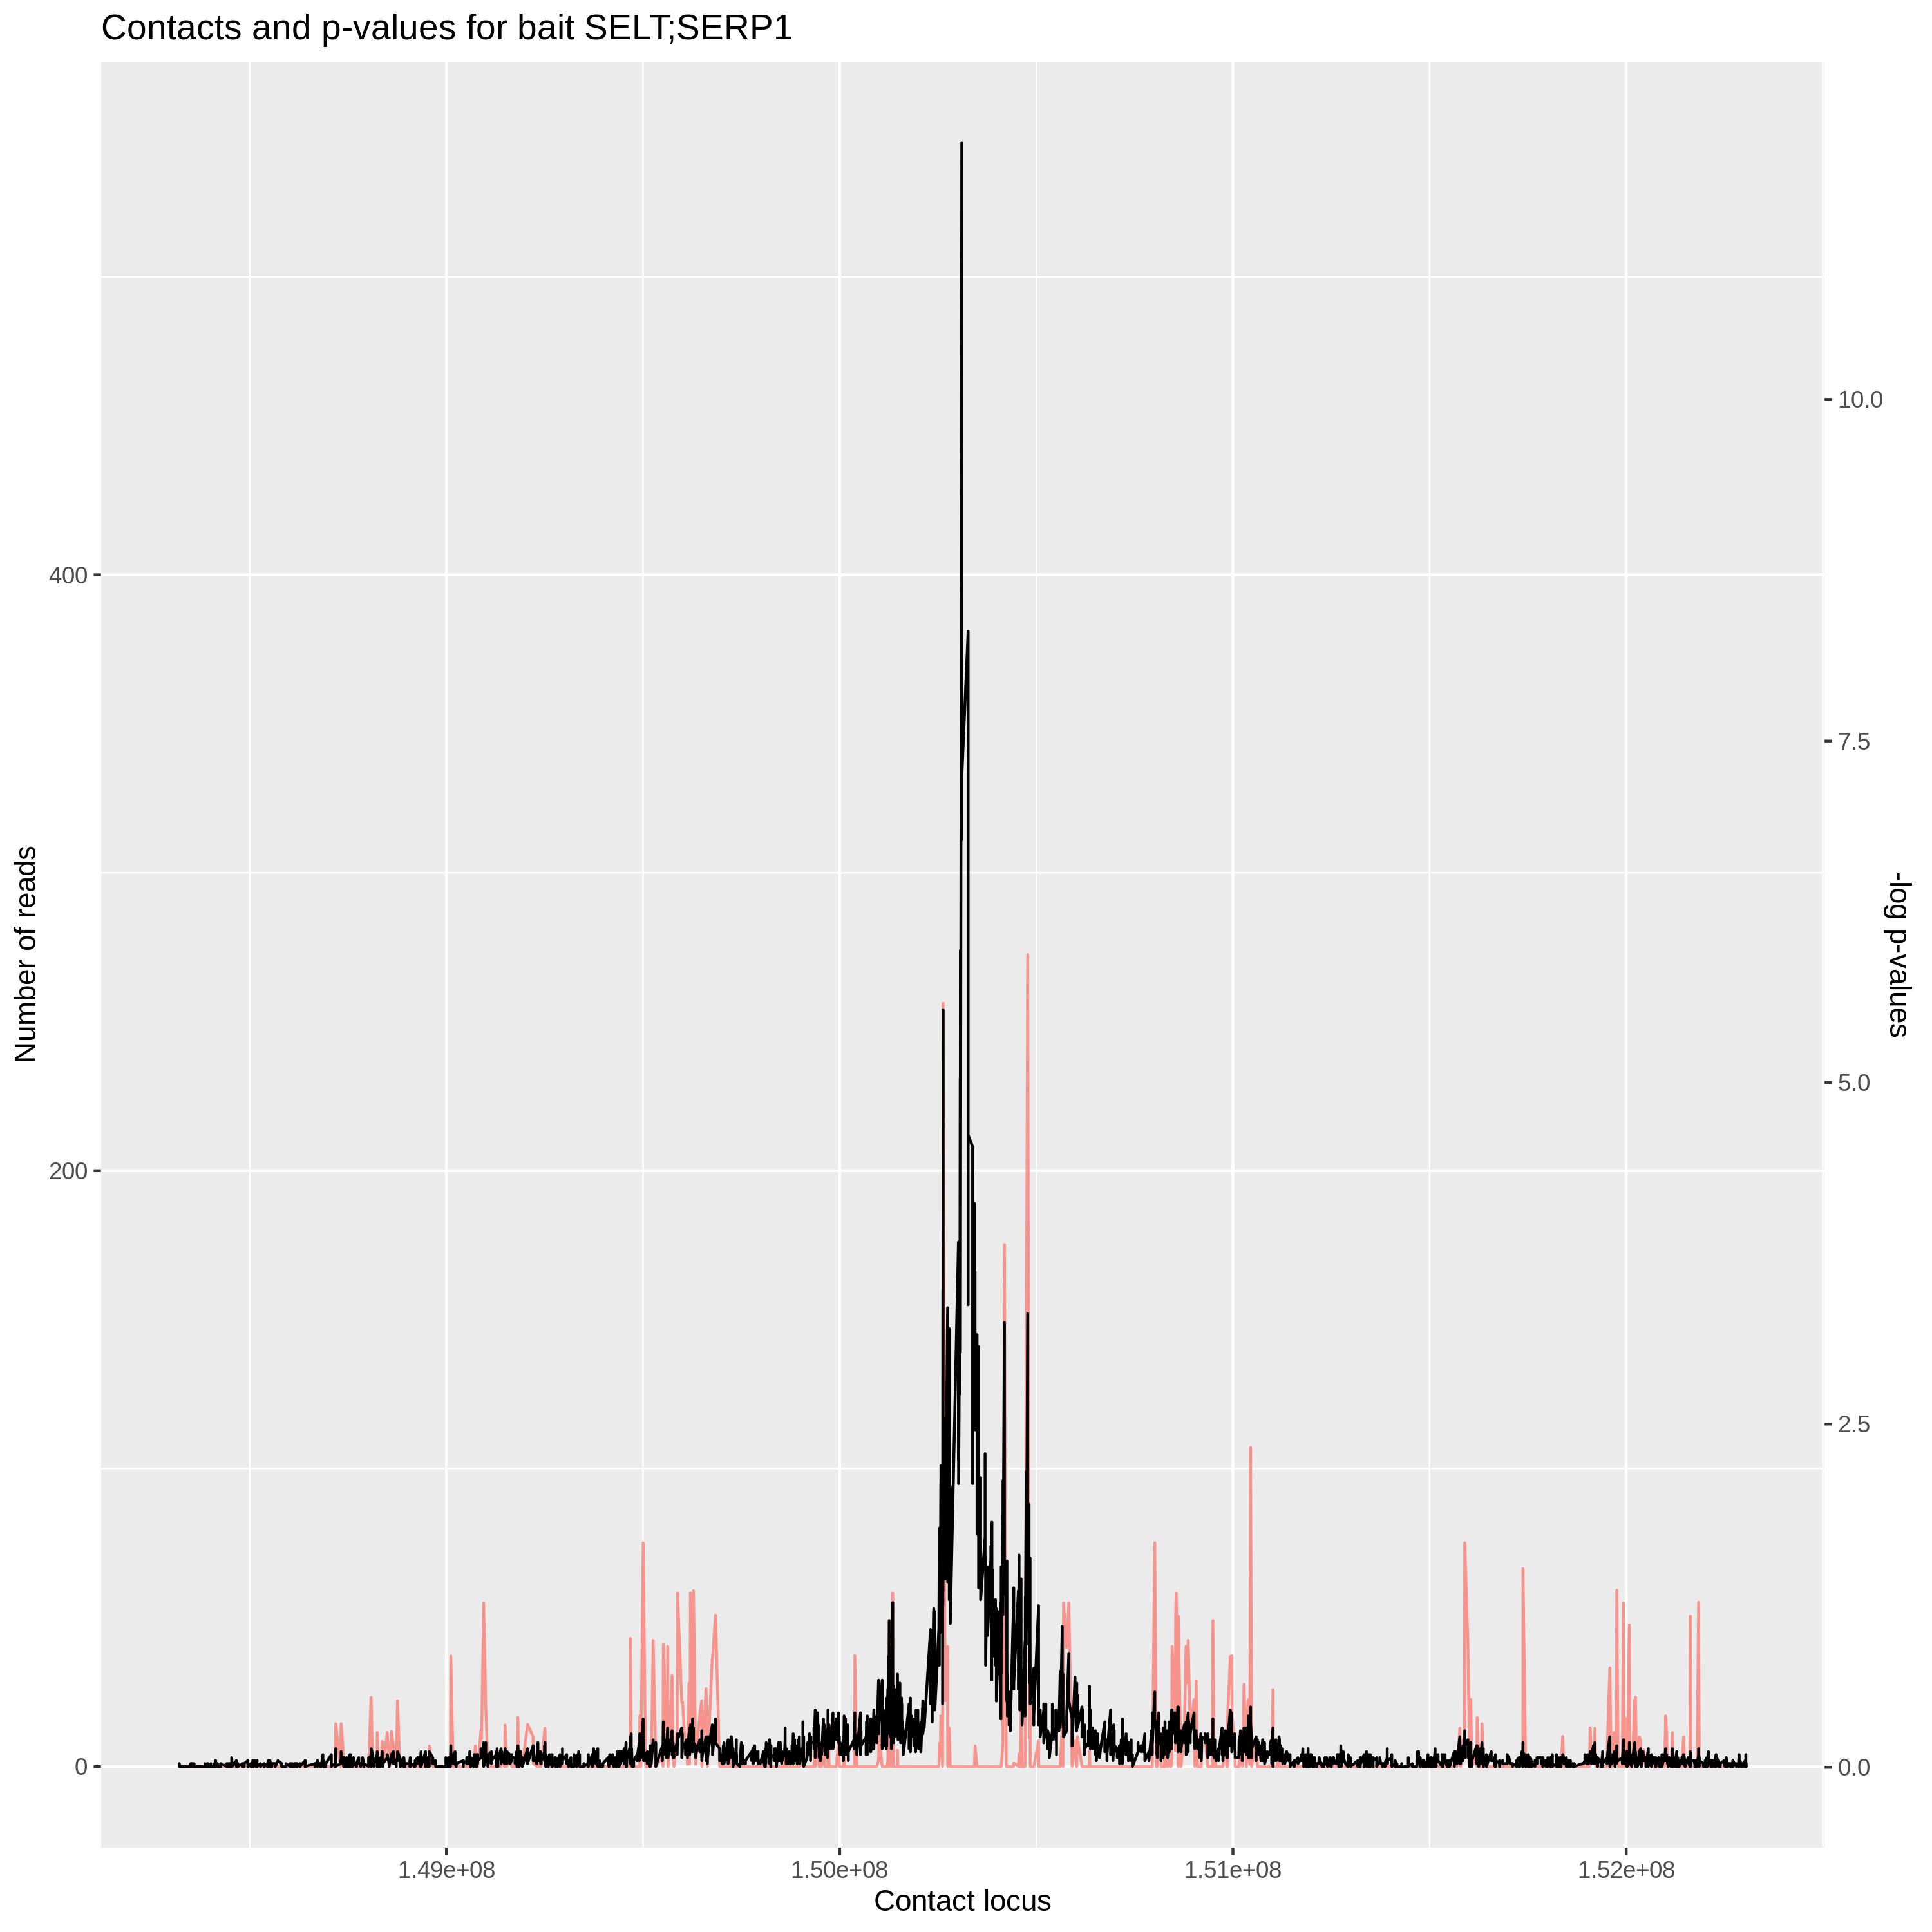 Contacts and p-values for bait SELT;SERP1
400
200
0
Number of reads
10.0
7.5
5.0
2.5
0.0
-log p-values
1.49e+08
1.50e+08
1.51e+08
1.52e+08
Contact locus